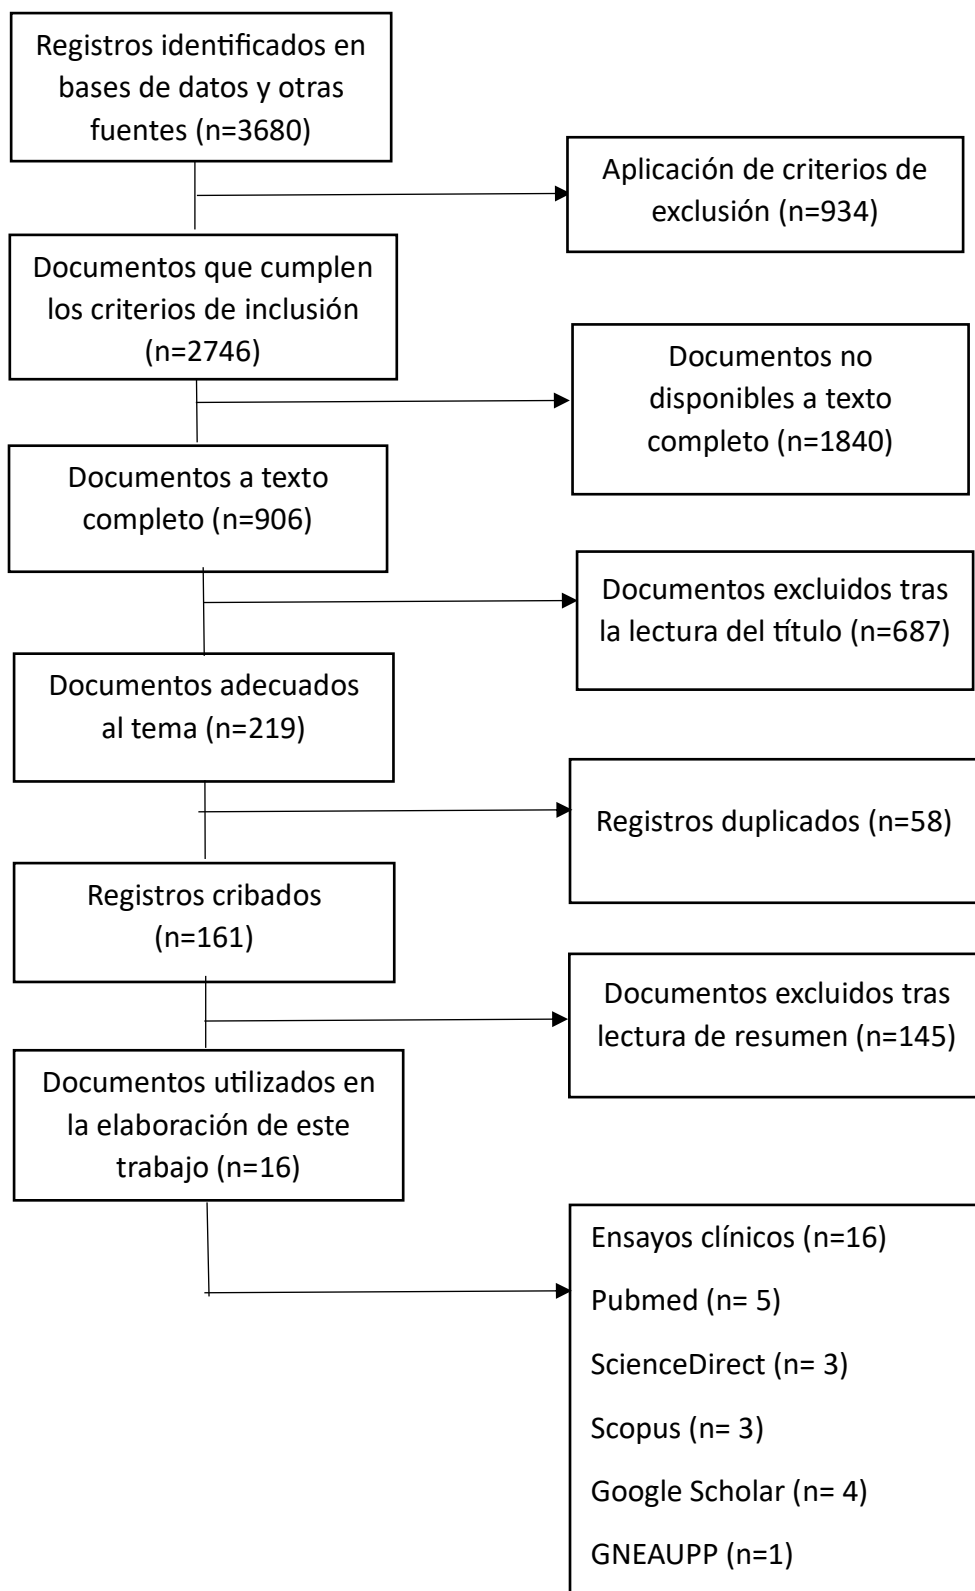 Registros identificados en
bases de datos y otras
fuentes (n=3680)
Aplicación de criterios de
exclusión (n=934)
Documentos que cumplen
los criterios de inclusión
(n=2746)
Documentos no
disponibles a texto
completo (n=1840)
Documentos a texto
completo (n=906)
Documentos excluidos tras
la lectura del título (n=687)
Documentos adecuados
al tema (n=219)
Registros duplicados (n=58)
Registros cribados
(n=161)
Documentos excluidos tras
lectura de resumen (n=145)
Documentos utilizados en
la elaboración de este
trabajo (n=16)
Ensayos clínicos (n=16)
Pubmed (n= 5)
ScienceDirect (n= 3)
Scopus (n= 3)
Google Scholar (n= 4)
GNEAUPP (n=1)